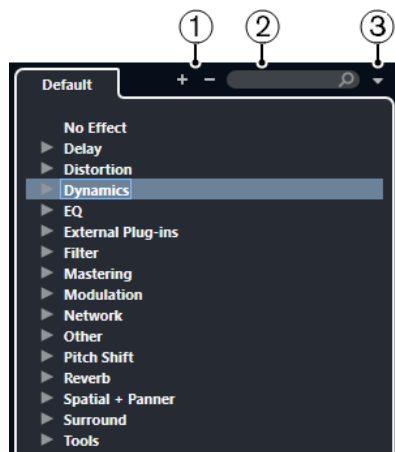 1 2 3
Default + −
No Effect
Delay
Distortion
Dynamics
EQ
External Plug-ins
Filter
Mastering
Modulation
Network
Other
Pitch Shift
Reverb
Spatial + Panner
Surround
Tools